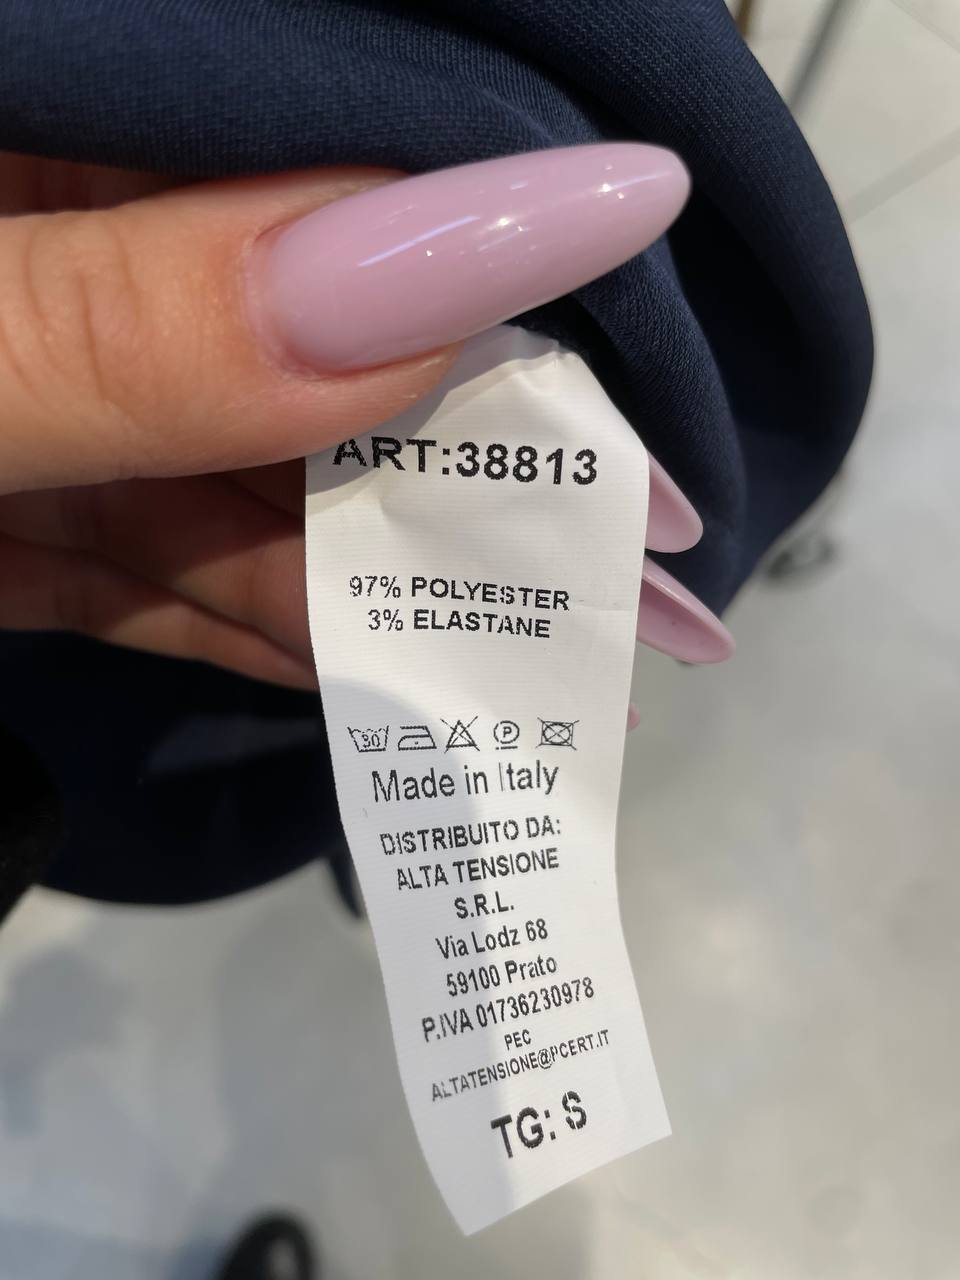 ART:38813
97% POLYESTER
3% ELASTANE
30 P
Made in Italy
DISTRIBUITO DA:
ALTA TENSIONE
S.R.L.
Via Lodz 68
59100 Prato
P.IVA 01736230978
PEC
ALTATENSIONE@PCERT.IT
TG: S